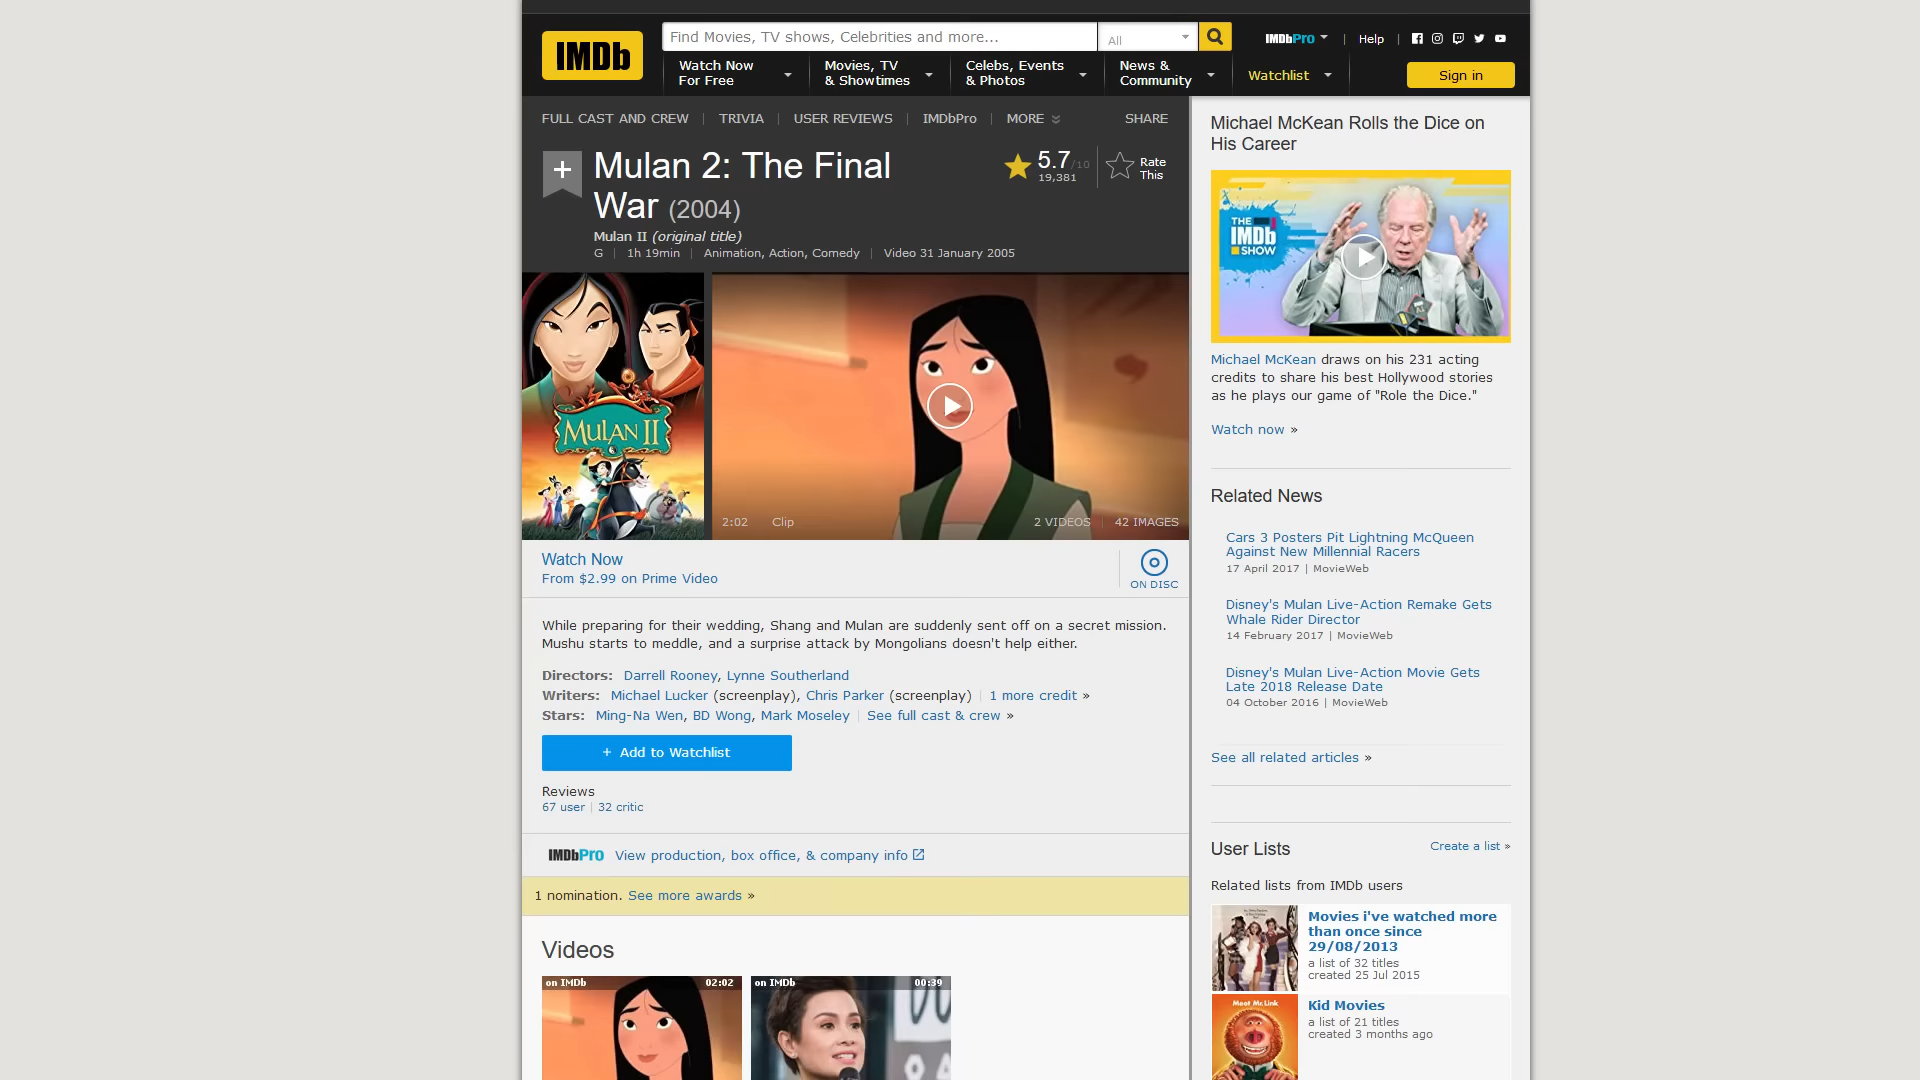 IMDb
Find Movies, TV shows, Celebrities and more...
All
IMDbPro
Help
Watch Now For Free
Movies, TV & Showtimes
Celebs, Events & Photos
News & Community
Watchlist
Sign in
FULL CAST AND CREW | TRIVIA | USER REVIEWS | IMDbPro | MORE
SHARE
Mulan 2: The Final
War (2004)
5.7/10
19,381
Rate This
Mulan II (original title)
G | 1h 19min | Animation, Action, Comedy | Video 31 January 2005
MULAN II
2:02 Clip
2 VIDEOS | 42 IMAGES
Watch Now
From $2.99 on Prime Video
ON DISC
While preparing for their wedding, Shang and Mulan are suddenly sent off on a secret mission.
Mushu starts to meddle, and a surprise attack by Mongolians doesn't help either.
Directors: Darrell Rooney, Lynne Southerland
Writers: Michael Lucker (screenplay), Chris Parker (screenplay) | 1 more credit »
Stars: Ming-Na Wen, BD Wong, Mark Moseley | See full cast & crew »
+ Add to Watchlist
Reviews
67 user | 32 critic
IMDbPro View production, box office, & company info
1 nomination. See more awards »
Videos
on IMDb 02:02
on IMDb 00:39
Michael McKean Rolls the Dice on
His Career
THE
IMDb
SHOW
Michael McKean draws on his 231 acting
credits to share his best Hollywood stories
as he plays our game of "Role the Dice."
Watch now »
Related News
Cars 3 Posters Pit Lightning McQueen
Against New Millennial Racers
17 April 2017 | MovieWeb
Disney's Mulan Live-Action Remake Gets
Whale Rider Director
14 February 2017 | MovieWeb
Disney's Mulan Live-Action Movie Gets
Late 2018 Release Date
04 October 2016 | MovieWeb
See all related articles »
User Lists
Create a list »
Related lists from IMDb users
Movies i've watched more
than once since
29/08/2013
a list of 32 titles
created 25 Jul 2015
Meet Mr. Link
Kid Movies
a list of 21 titles
created 3 months ago